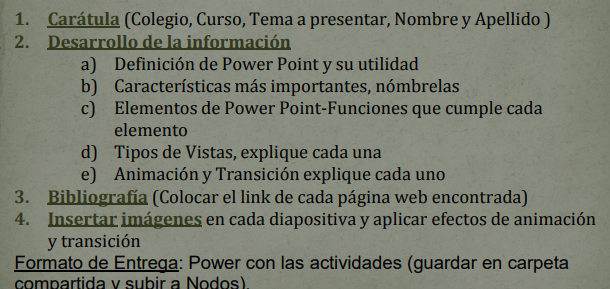 1. Carátula (Colegio, Curso, Tema a presentar, Nombre y Apellido )
2. Desarrollo de la información
a) Definición de Power Point y su utilidad
b) Características más importantes, nómbrelas
c) Elementos de Power Point-Funciones que cumple cada
elemento
d) Tipos de Vistas, explique cada una
e) Animación y Transición explique cada uno
3. Bibliografía (Colocar el link de cada página web encontrada)
4. Insertar imágenes en cada diapositiva y aplicar efectos de animación
y transición
Formato de Entrega: Power con las actividades (guardar en carpeta
compartida y subir a Nodos).